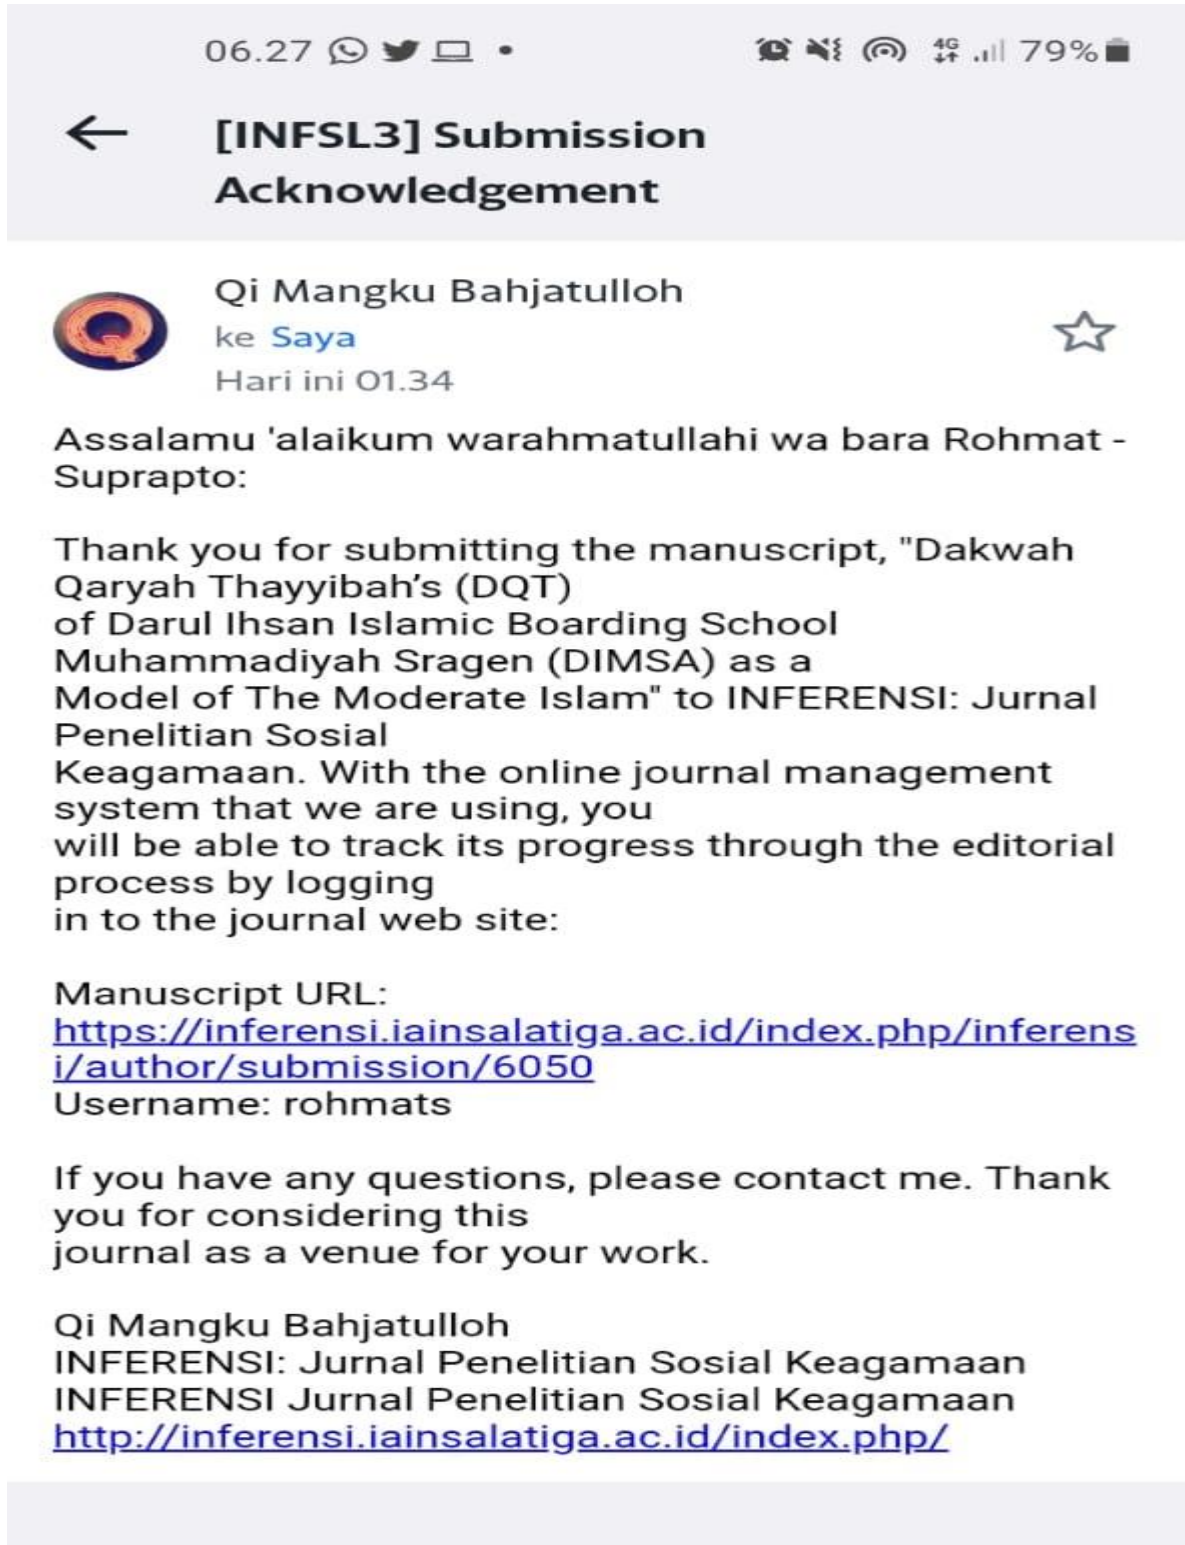 06.27
4G 79%
[INFSL3] Submission
Acknowledgement
Qi Mangku Bahjatulloh
ke Saya
Hari ini 01.34
Assalamu 'alaikum warahmatullahi wa bara Rohmat -
Suprapto:
Thank you for submitting the manuscript, "Dakwah
Qaryah Thayyibah’s (DQT)
of Darul Ihsan Islamic Boarding School
Muhammadiyah Sragen (DIMSA) as a
Model of The Moderate Islam" to INFERENSI: Jurnal
Penelitian Sosial
Keagamaan. With the online journal management
system that we are using, you
will be able to track its progress through the editorial
process by logging
in to the journal web site:
Manuscript URL:
https://inferensi.iainsalatiga.ac.id/index.php/inferens
i/author/submission/6050
Username: rohmats
If you have any questions, please contact me. Thank
you for considering this
journal as a venue for your work.
Qi Mangku Bahjatulloh
INFERENSI: Jurnal Penelitian Sosial Keagamaan
INFERENSI Jurnal Penelitian Sosial Keagamaan
http://inferensi.iainsalatiga.ac.id/index.php/